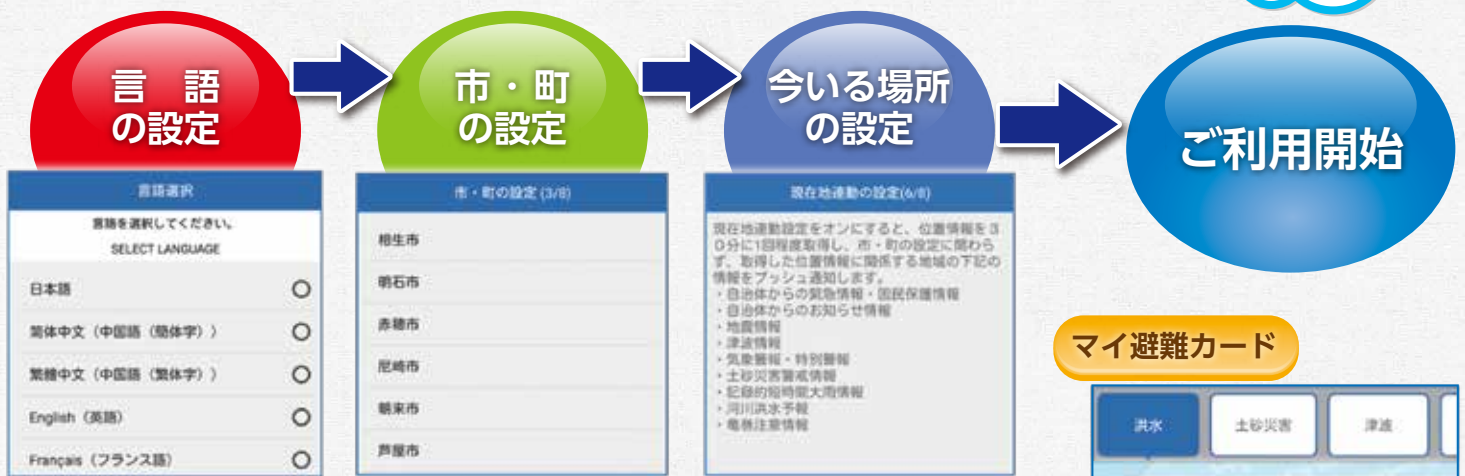 言 語
の設定
市・町
の設定
今いる場所
の設定
ご利用開始
言語選択
言語を選択してください。
SELECT LANGUAGE
日本語
简体中文（中国語（簡体字））
繁體中文（中国語（繁体字））
English（英語）
Français（フランス語）
市・町の設定 (3/8)
相生市
明石市
赤穂市
尼崎市
朝来市
芦屋市
現在地連動の設定(6/8)
現在地連動設定をオンにすると、位置情報を３
０分に1回程度取得し、市・町の設定に関わら
ず、取得した位置情報に関係する地域の下記の
情報をプッシュ通知します。
・自治体からの緊急情報・国民保護情報
・自治体からのお知らせ情報
・地震情報
・津波情報
・気象警報・特別警報
・土砂災害警戒情報
・記録的短時間大雨情報
・河川洪水予報
・竜巻注意情報
マイ避難カード
洪水
土砂災害
津波